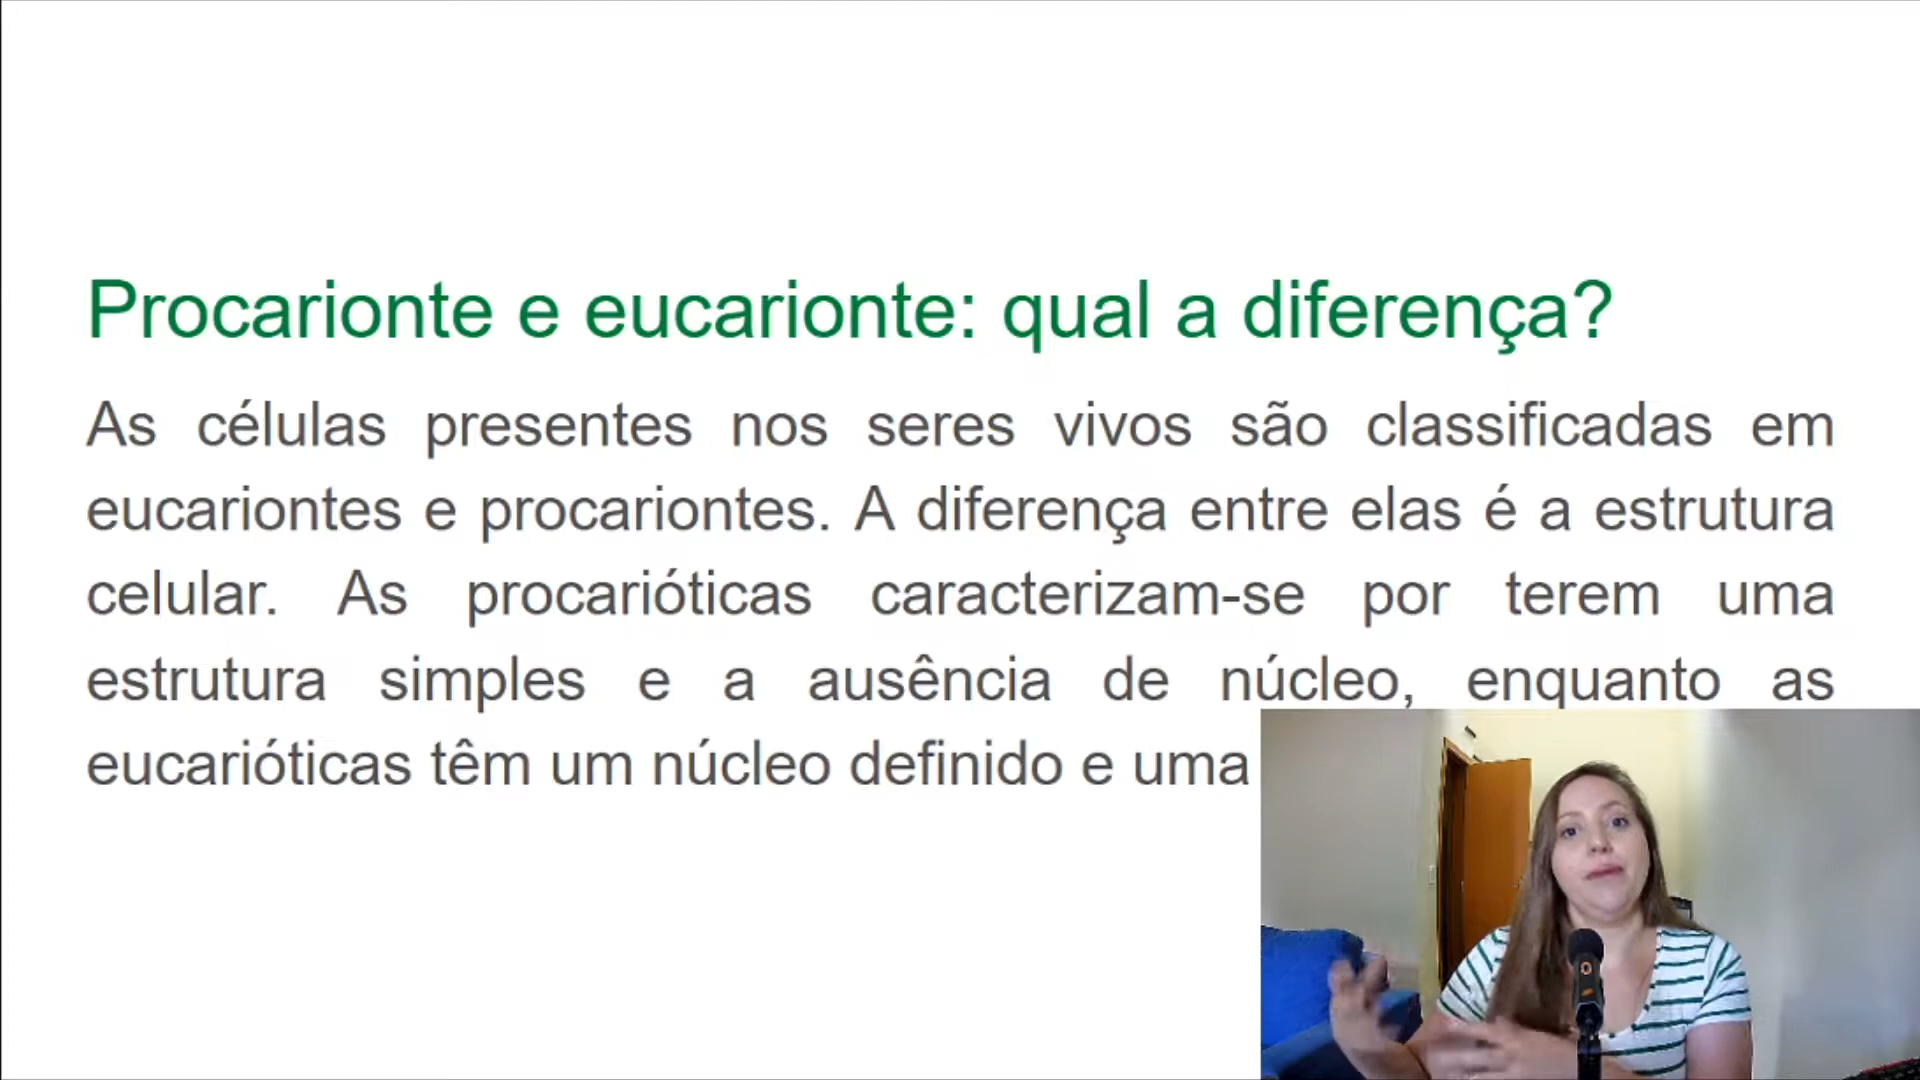 Procarionte e eucarionte: qual a diferença?
As células presentes nos seres vivos são classificadas em
eucariontes e procariontes. A diferença entre elas é a estrutura
celular. As procarióticas caracterizam-se por terem uma
estrutura simples e a ausência de núcleo, enquanto as
eucarióticas têm um núcleo definido e uma